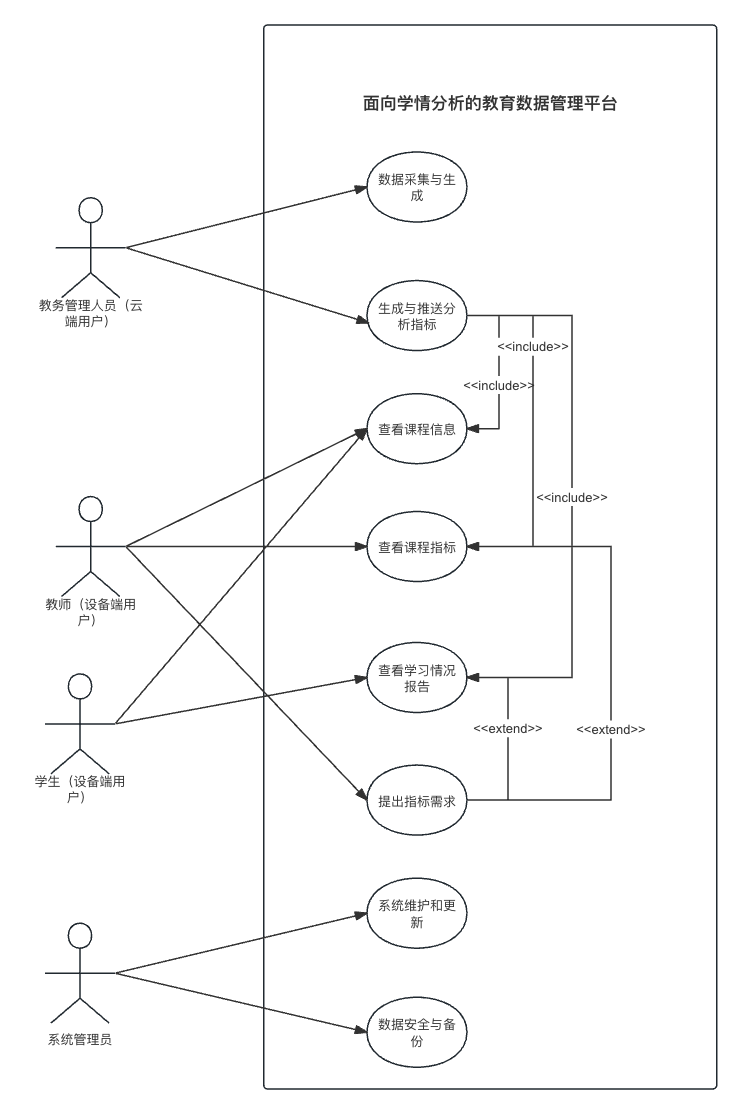 面向学情分析的教育数据管理平台
数据采集与生
成
教务管理人员（云
端用户）
生成与推送分
析指标
<<include>>
<<include>>
查看课程信息
<<include>>
查看课程指标
教师（设备端用
户）
查看学习情况
报告
<<extend>>
<<extend>>
学生（设备端用
户）
提出指标需求
系统维护和更
新
系统管理员
数据安全与备
份